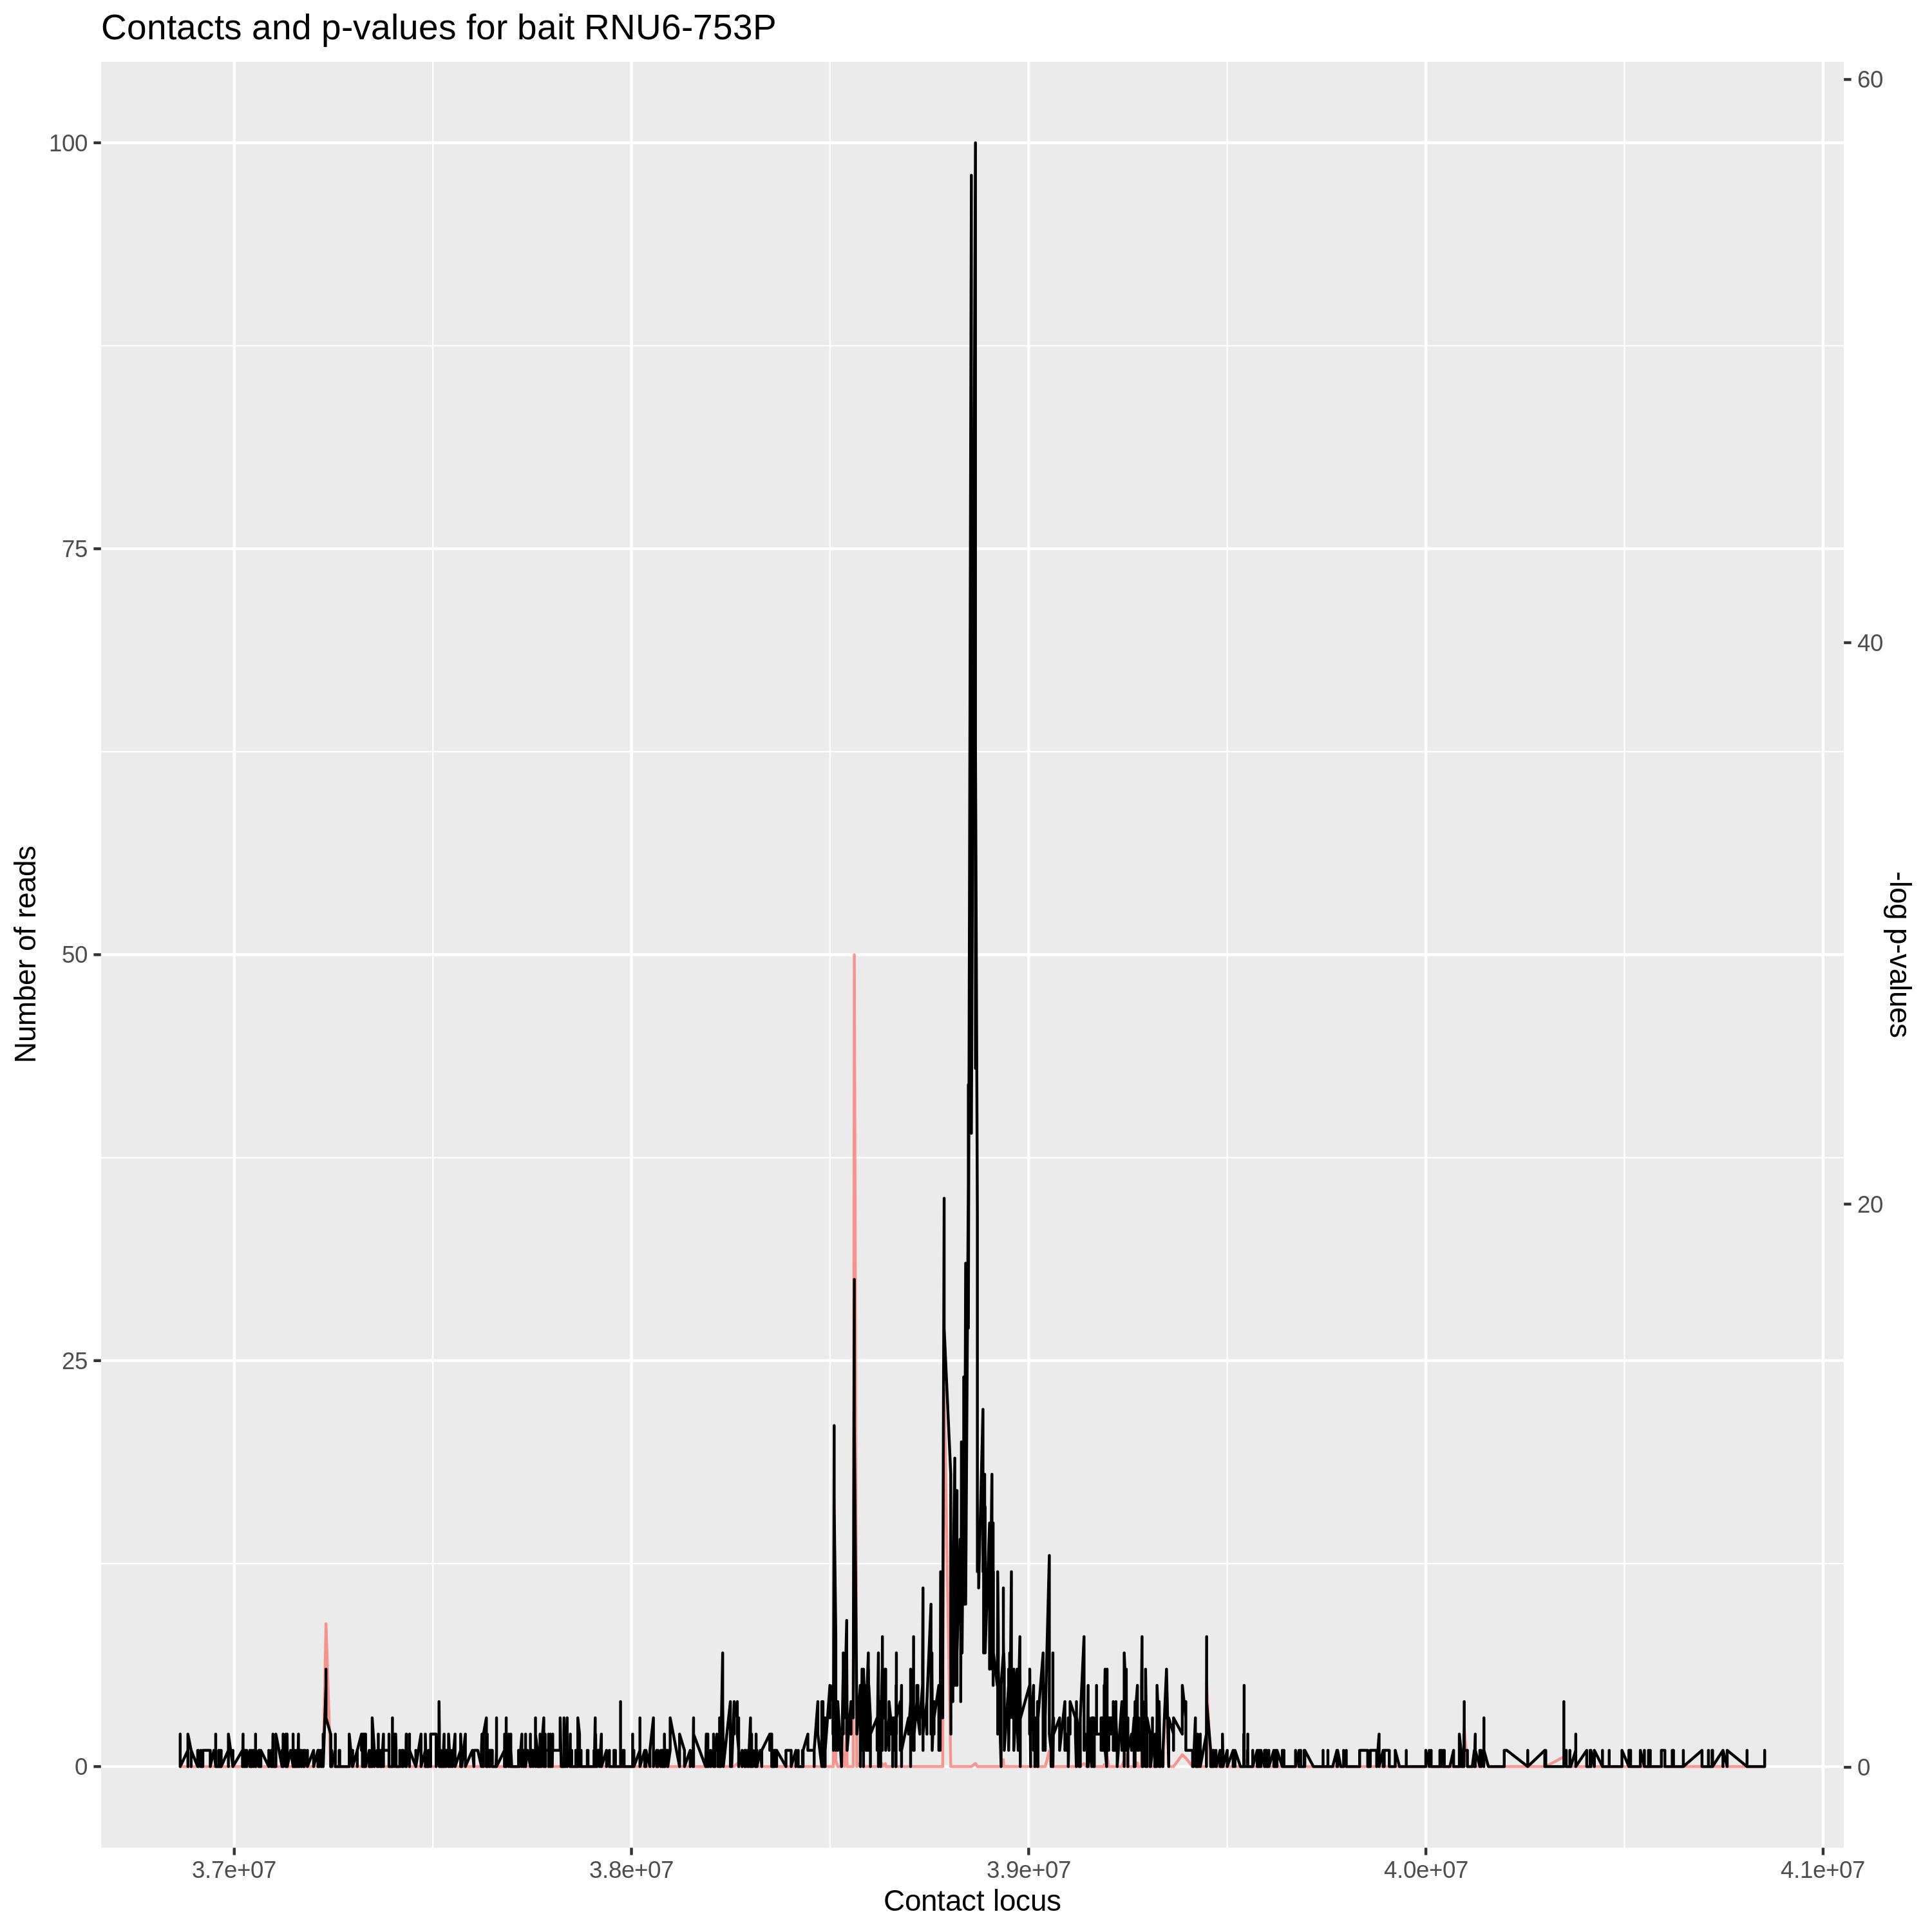 Contacts and p-values for bait RNU6-753P
60
100
75
40
50
Number of reads
-log p-values
20
25
0
0
3.7e+07
3.8e+07
3.9e+07
4.0e+07
4.1e+07
Contact locus